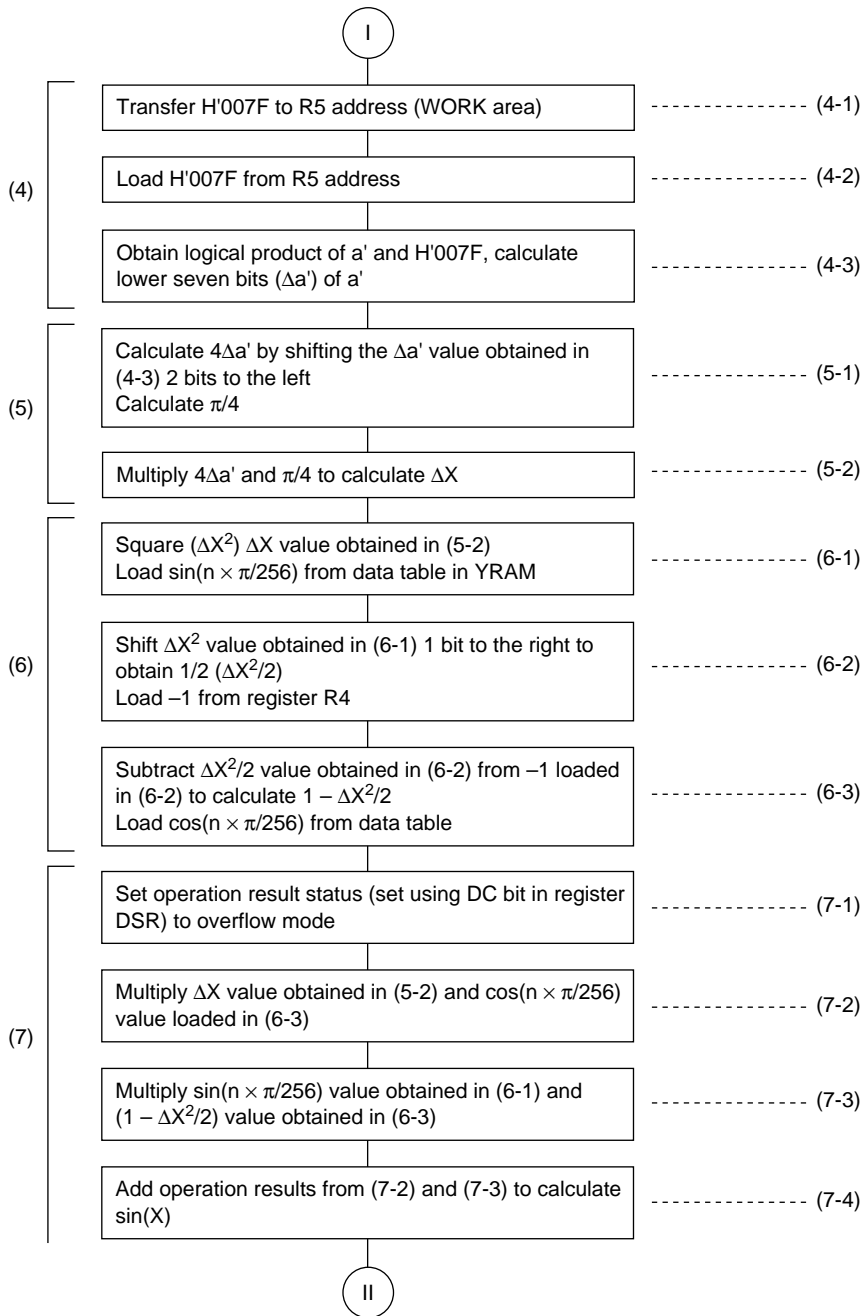 I
(4)
Transfer H'007F to R5 address (WORK area)
(4-1)
Load H'007F from R5 address
(4-2)
Obtain logical product of a' and H'007F, calculate
lower seven bits (Δa') of a'
(4-3)
(5)
Calculate 4Δa' by shifting the Δa' value obtained in
(4-3) 2 bits to the left
Calculate π/4
(5-1)
Multiply 4Δa' and π/4 to calculate ΔX
(5-2)
(6)
Square (ΔX²) ΔX value obtained in (5-2)
Load sin(n × π/256) from data table in YRAM
(6-1)
Shift ΔX² value obtained in (6-1) 1 bit to the right to
obtain 1/2 (ΔX²/2)
Load –1 from register R4
(6-2)
Subtract ΔX²/2 value obtained in (6-2) from –1 loaded
in (6-2) to calculate 1 – ΔX²/2
Load cos(n × π/256) from data table
(6-3)
(7)
Set operation result status (set using DC bit in register
DSR) to overflow mode
(7-1)
Multiply ΔX value obtained in (5-2) and cos(n × π/256)
value loaded in (6-3)
(7-2)
Multiply sin(n × π/256) value obtained in (6-1) and
(1 – ΔX²/2) value obtained in (6-3)
(7-3)
Add operation results from (7-2) and (7-3) to calculate
sin(X)
(7-4)
II